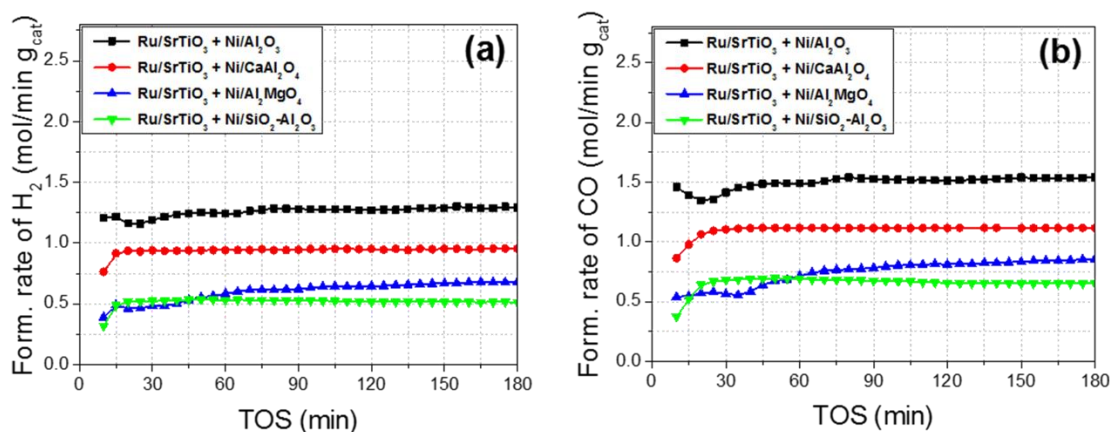 (a)
Ru/SrTiO₃ + Ni/Al₂O₃
Ru/SrTiO₃ + Ni/CaAl₂O₄
Ru/SrTiO₃ + Ni/Al₂MgO₄
Ru/SrTiO₃ + Ni/SiO₂-Al₂O₃
Form. rate of H₂ (mol/min g_cat)
2.5
2.0
1.5
1.0
0.5
0.0
0 30 60 90 120 150 180
TOS (min)
(b)
Ru/SrTiO₃ + Ni/Al₂O₃
Ru/SrTiO₃ + Ni/CaAl₂O₄
Ru/SrTiO₃ + Ni/Al₂MgO₄
Ru/SrTiO₃ + Ni/SiO₂-Al₂O₃
Form. rate of CO (mol/min g_cat)
2.5
2.0
1.5
1.0
0.5
0.0
0 30 60 90 120 150 180
TOS (min)